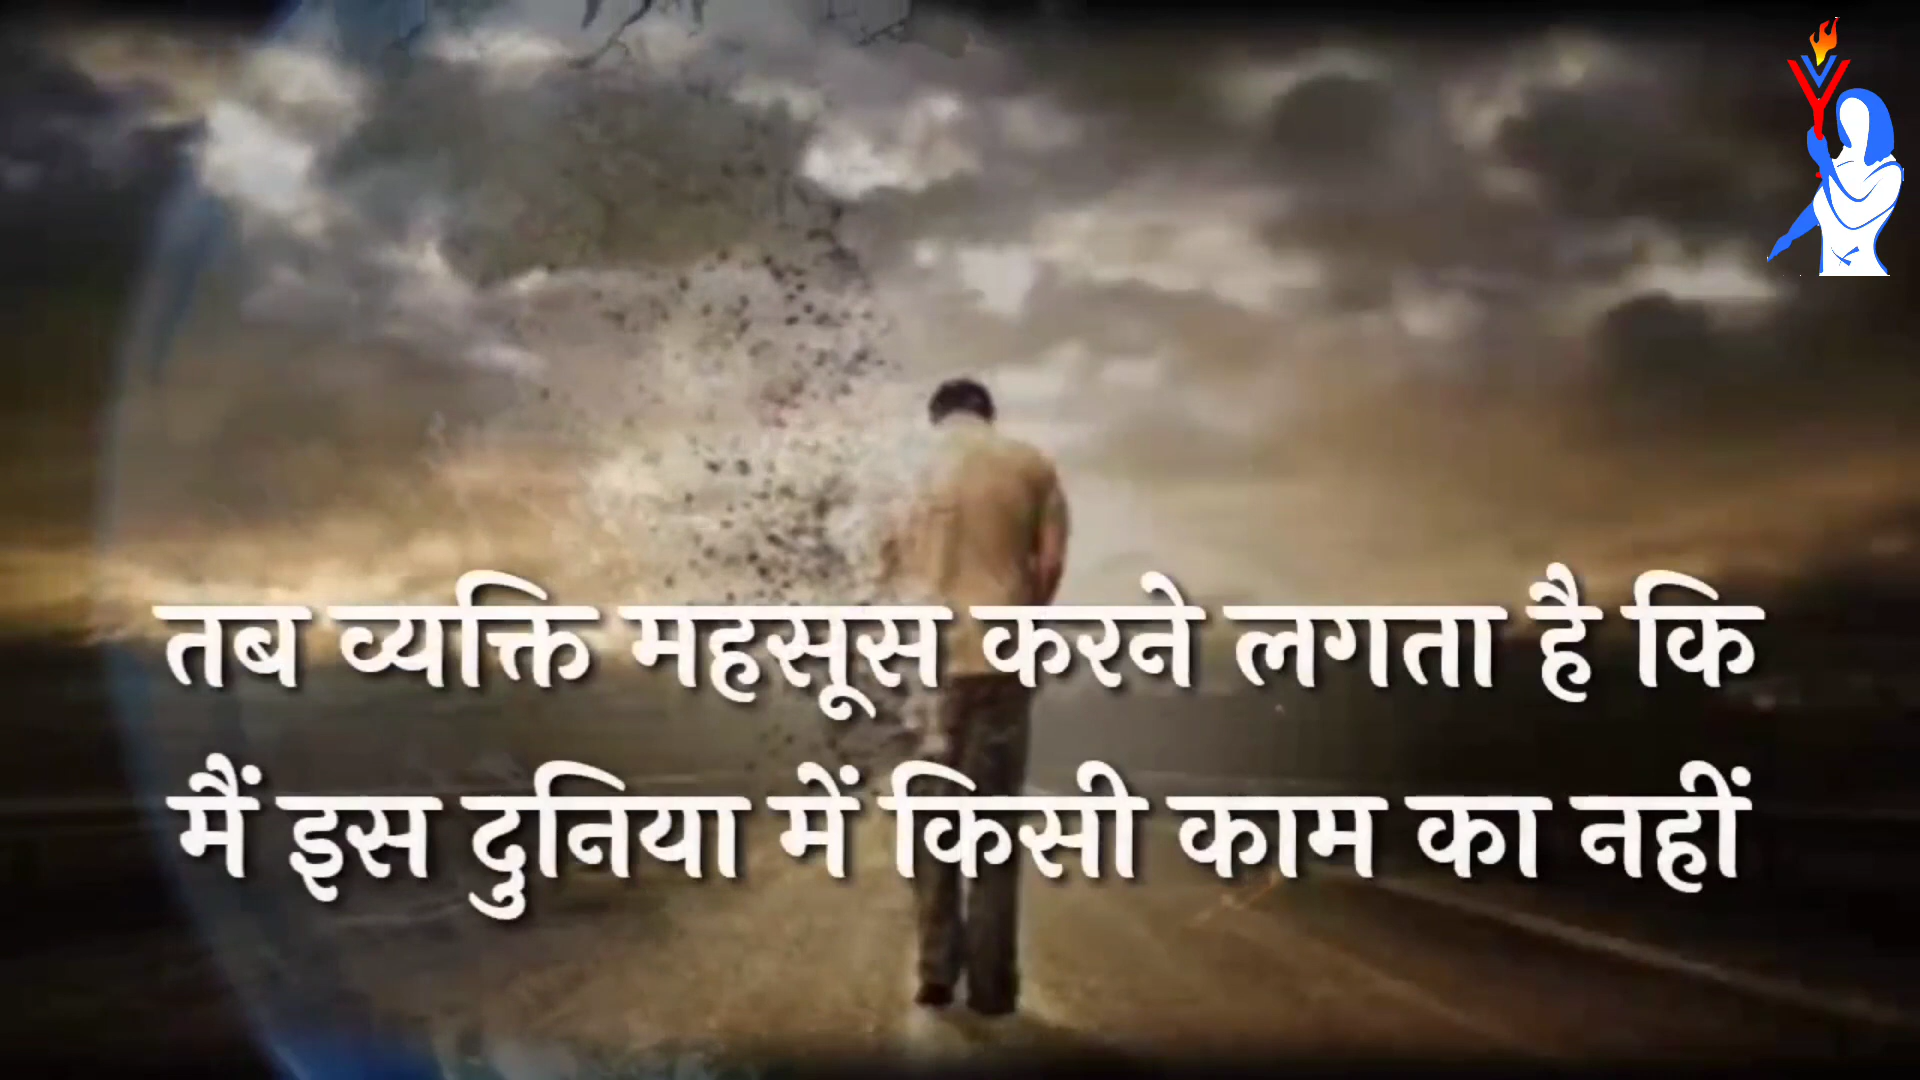 तब व्यक्ति महसूस करने लगता है कि
मैं इस दुनिया में किसी काम का नहीं